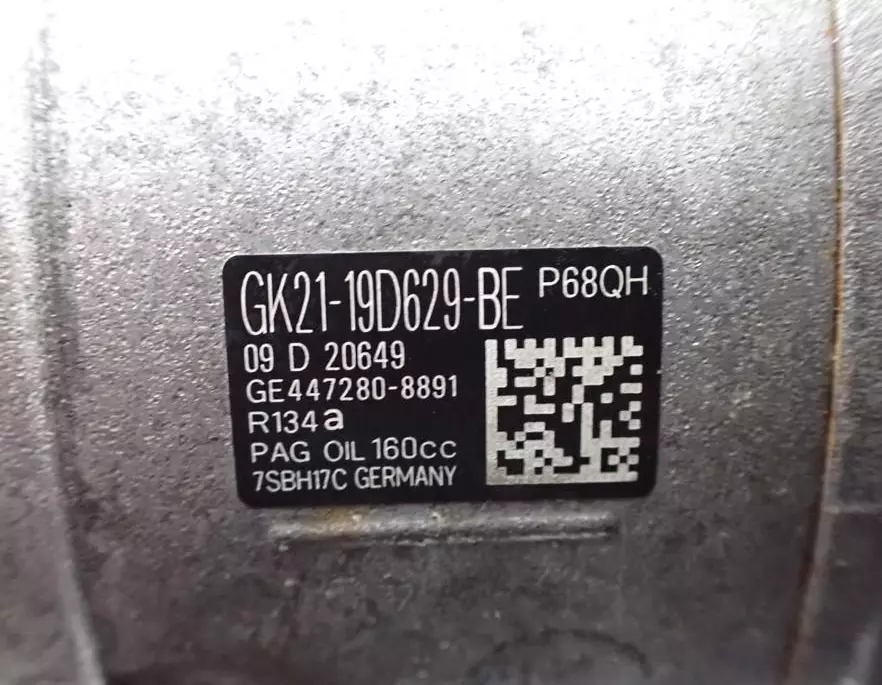 GK21-19D629-BE P68QH
09 D 20649
GE447280-8891
R134a
PAG OIL 160cc
7SBH17C GERMANY